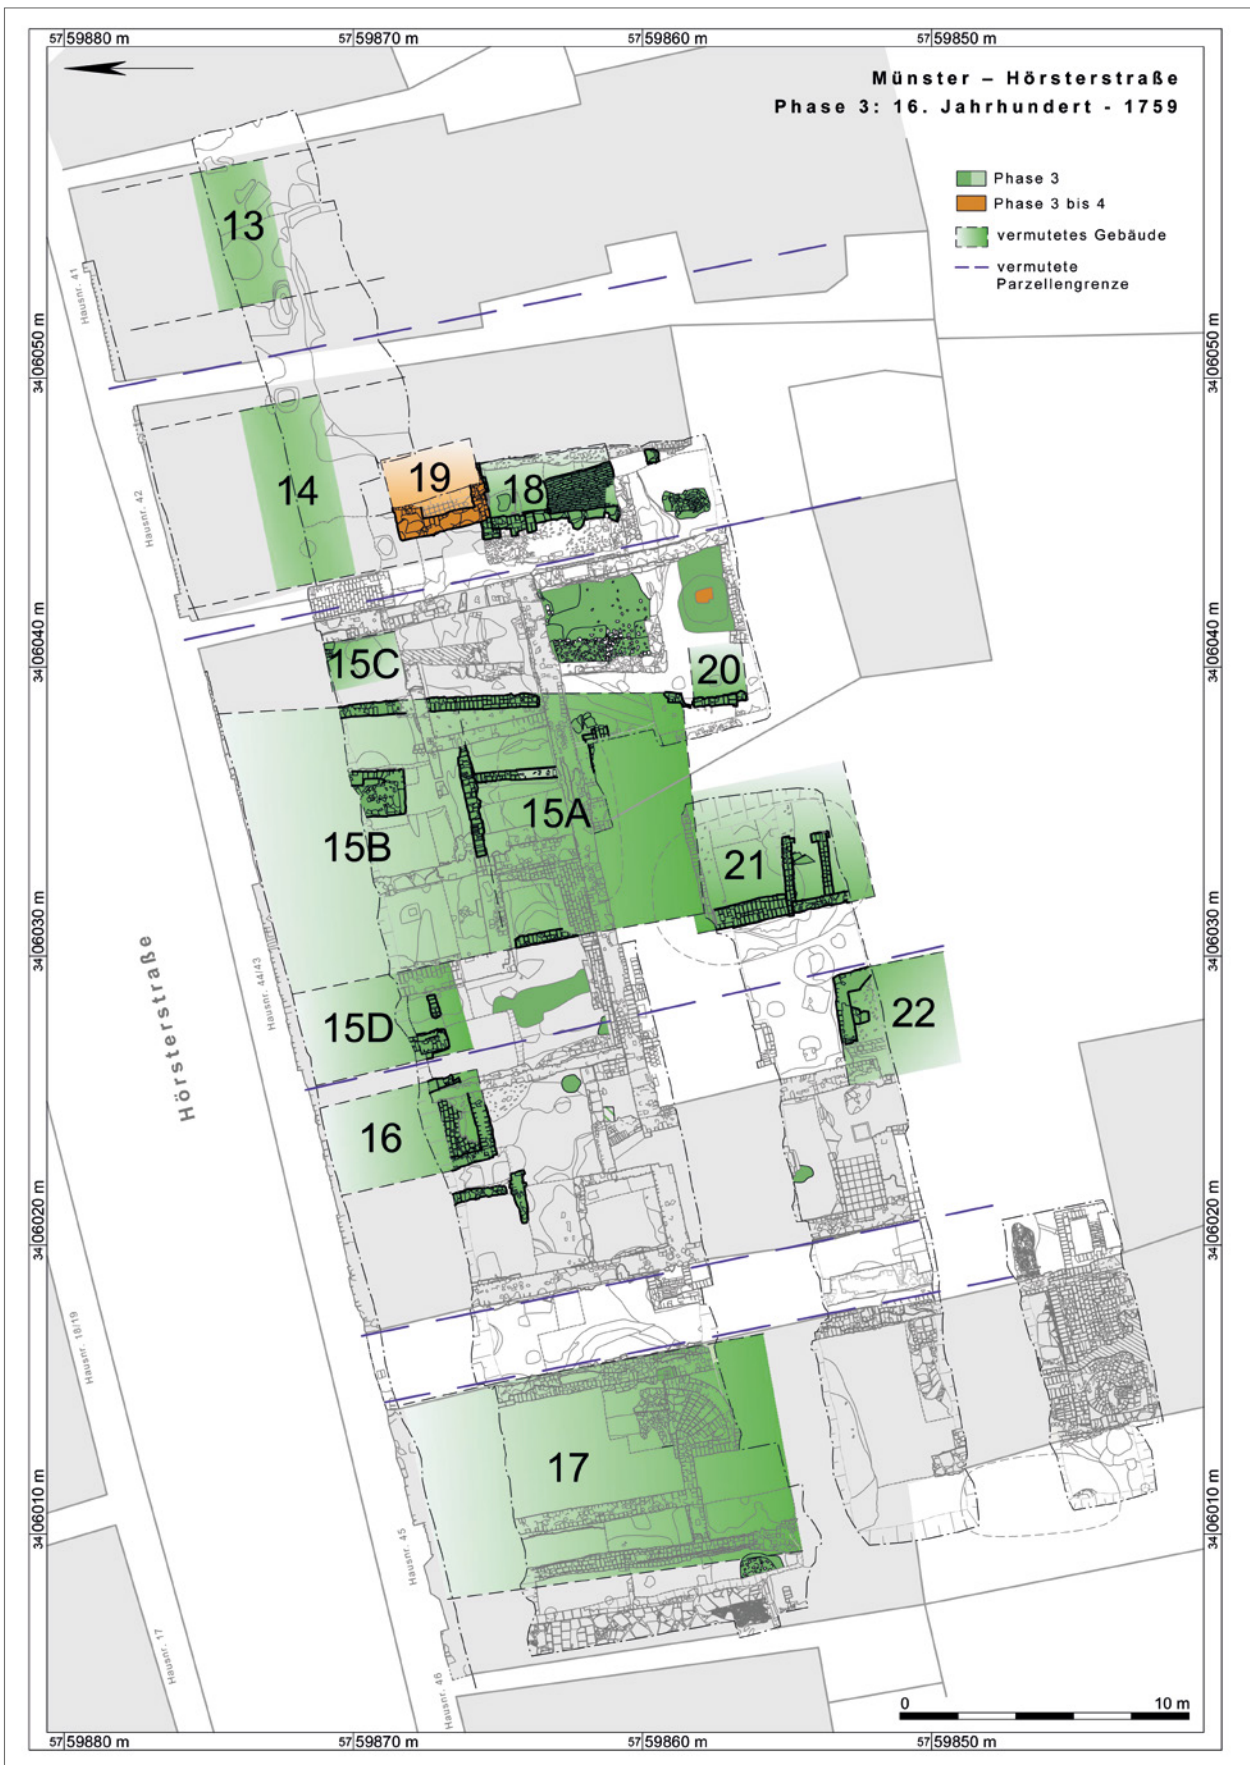 57 59880 m
57 59870 m
57 59860 m
57 59850 m
Münster – Hörsterstraße
Phase 3: 16. Jahrhundert - 1759
Phase 3
Phase 3 bis 4
vermutetes Gebäude
vermutete
Parzellengrenze
13
Hausnr. 41
34 06050 m
34 06050 m
14
19
18
Hausnr. 42
34 06040 m
34 06040 m
15C
20
15A
15B
21
34 06030 m
34 06030 m
Hörsterstraße
Hausnr. 44/43
15D
22
16
34 06020 m
34 06020 m
Hausnr. 18/19
17
34 06010 m
34 06010 m
Hausnr. 45
Hausnr. 17
Hausnr. 46
0
10 m
57 59880 m
57 59870 m
57 59860 m
57 59850 m